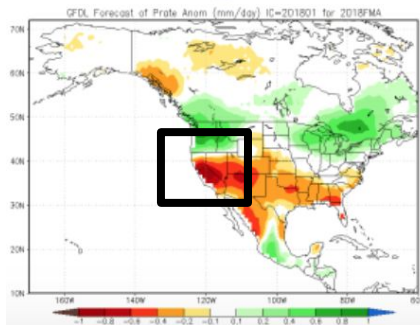 GFDL Forecast of Prate Anom (mm/day) IC=201801 for 2018FMA
70N
60N
50N
40N
30N
20N
10N
160W 140W 120W 100W 80W 60W
-1 -0.8 -0.6 -0.4 -0.2 -0.1 0.1 0.2 0.4 0.6 0.8 1